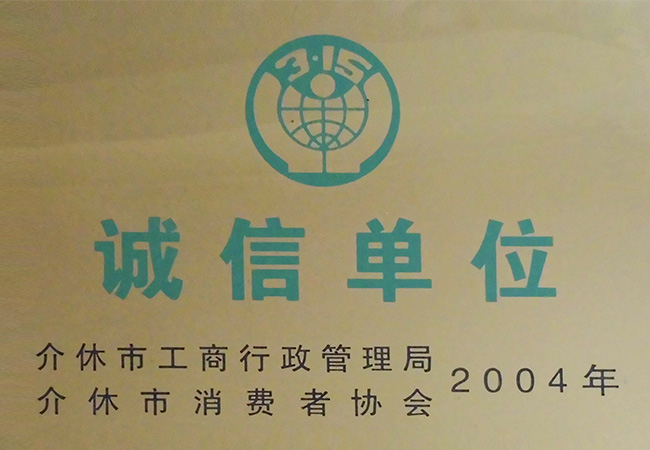 3·15
诚信单位
介休市工商行政管理局
介休市消费者协会
2004年